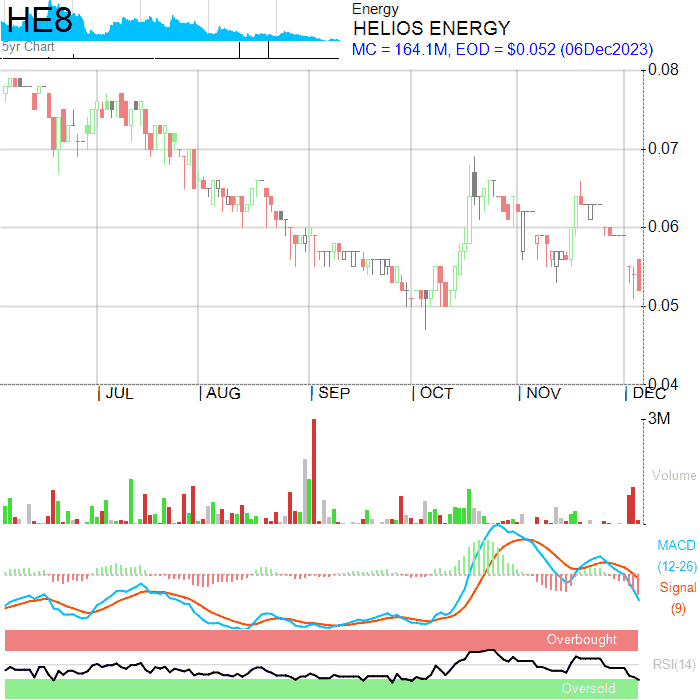 HE8
5yr Chart
Energy
HELIOS ENERGY
MC = 164.1M, EOD = $0.052 (06Dec2023)
0.08
0.07
0.06
0.05
0.04
JUL AUG SEP OCT NOV DEC
3M
Volume
MACD
(12-26)
Signal
(9)
Overbought
RSI(14)
Oversold